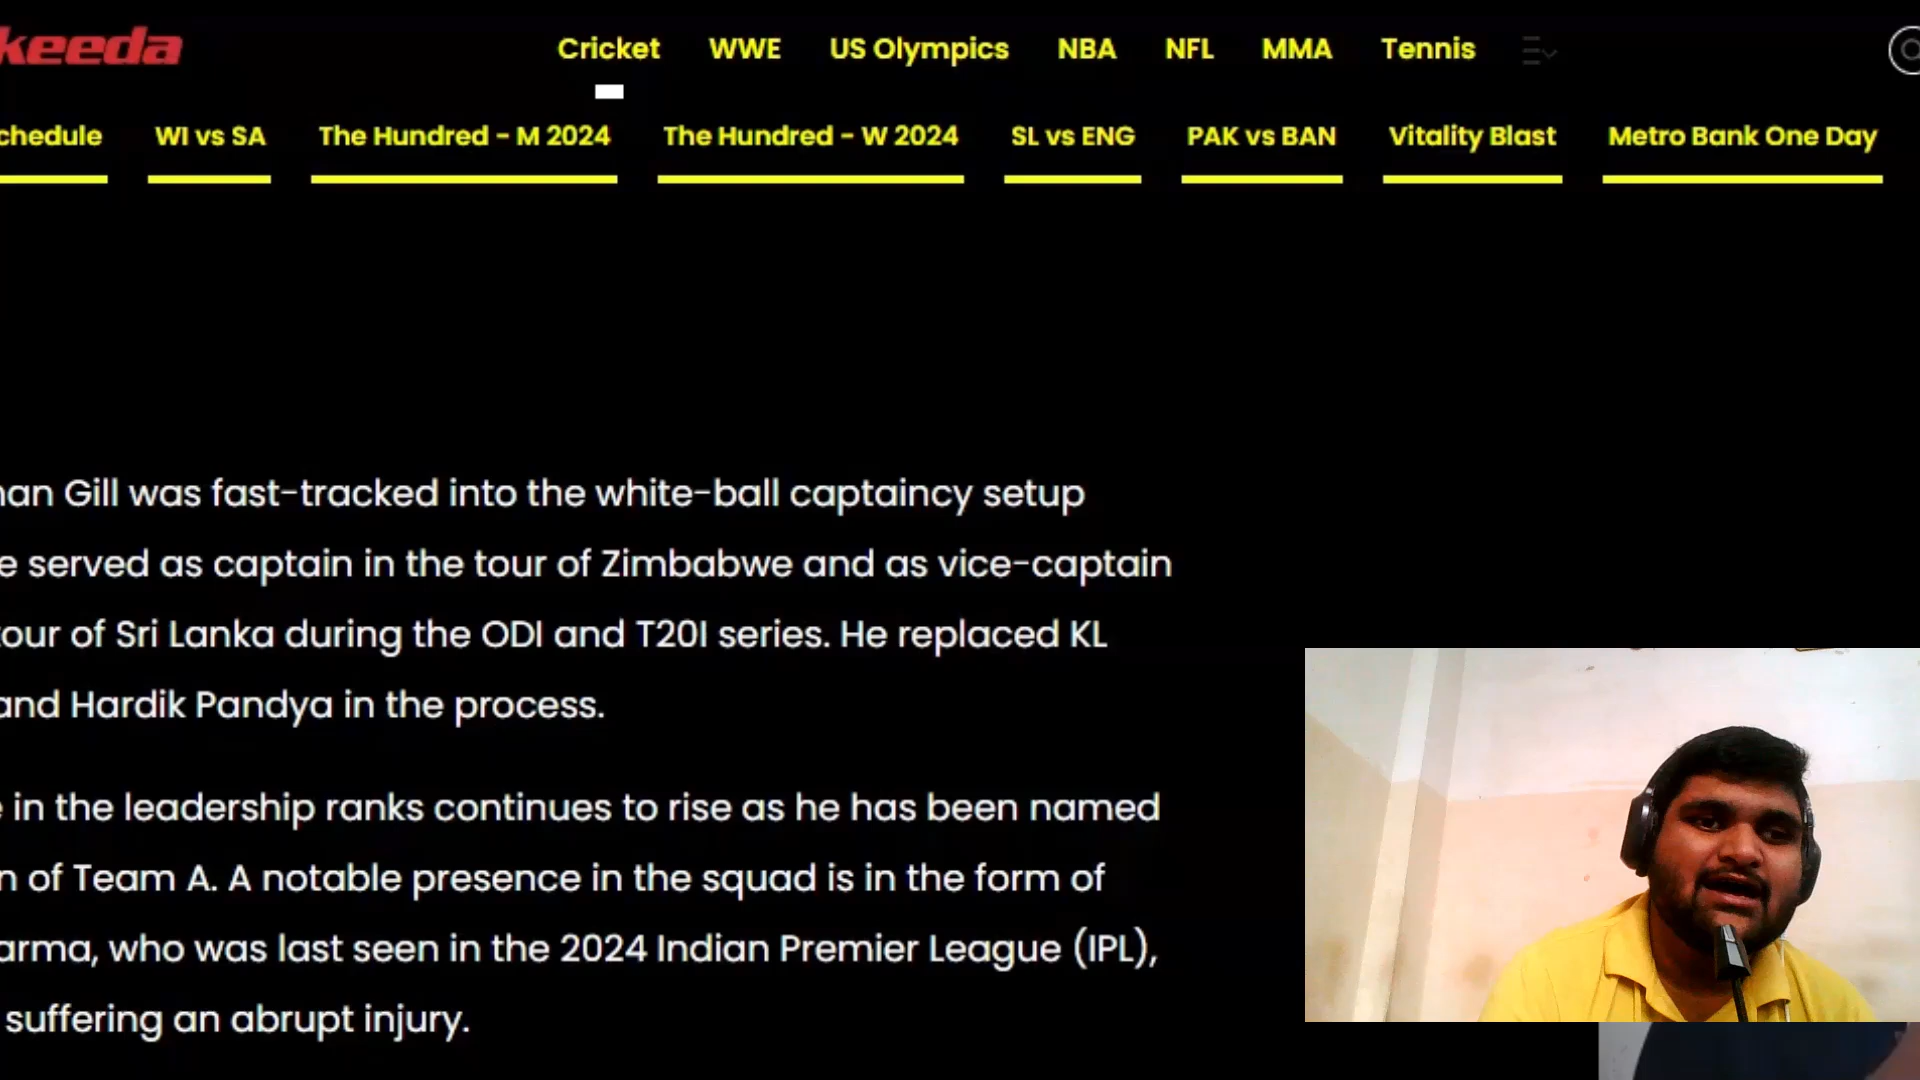 keeda
Cricket WWE US Olympics NBA NFL MMA Tennis
chedule WI vs SA The Hundred - M 2024 The Hundred - W 2024 SL vs ENG PAK vs BAN Vitality Blast Metro Bank One Day
nan Gill was fast-tracked into the white-ball captaincy setup
e served as captain in the tour of Zimbabwe and as vice-captain
tour of Sri Lanka during the ODI and T20I series. He replaced KL
and Hardik Pandya in the process.
e in the leadership ranks continues to rise as he has been named
n of Team A. A notable presence in the squad is in the form of
arma, who was last seen in the 2024 Indian Premier League (IPL),
suffering an abrupt injury.